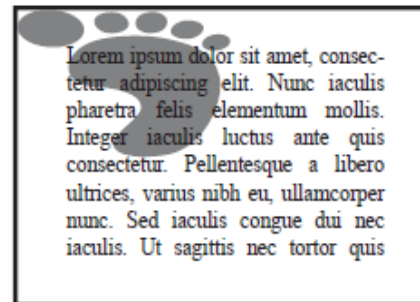 Lorem ipsum dolor sit amet, consec-
tetur adipiscing elit. Nunc iaculis
pharetra felis elementum mollis.
Integer iaculis luctus ante quis
consectetur. Pellentesque a libero
ultrices, varius nibh eu, ullamcorper
nunc. Sed iaculis congue dui nec
iaculis. Ut sagittis nec tortor quis